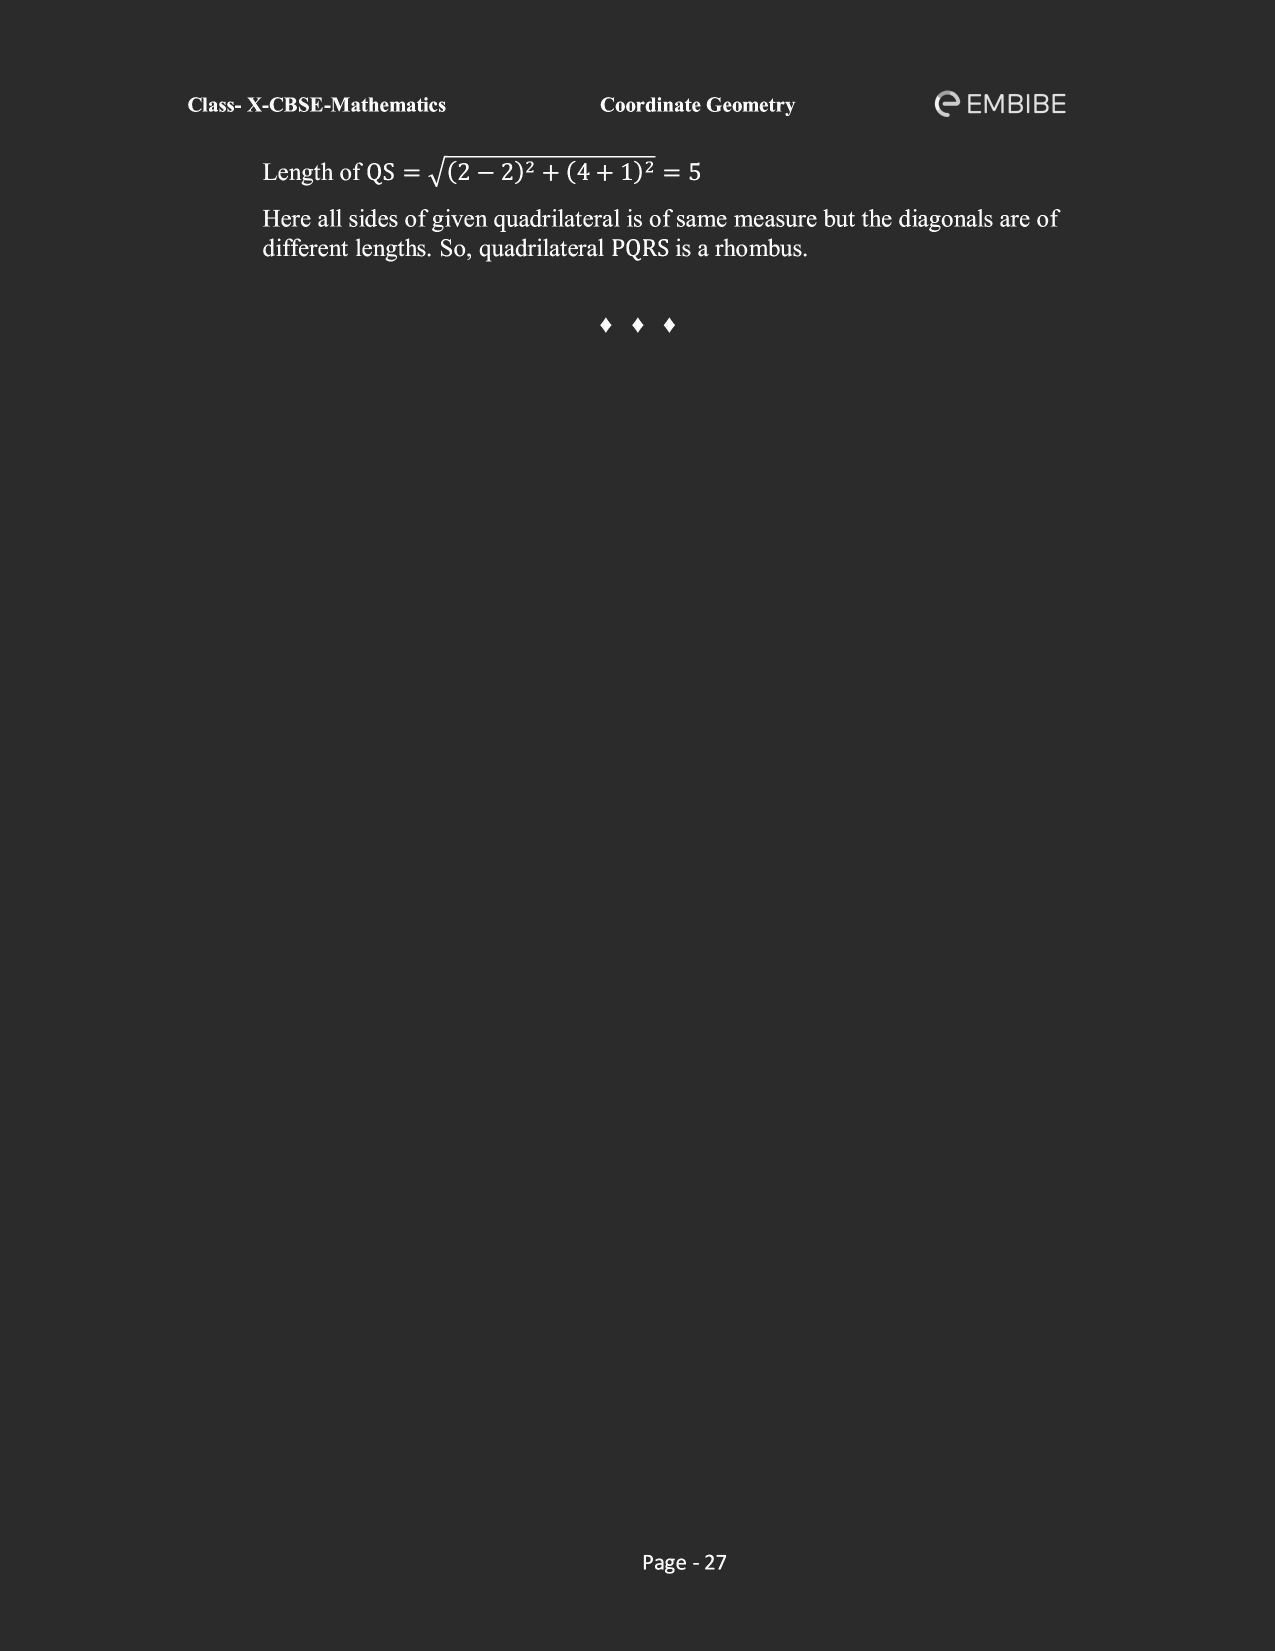 Class- X-CBSE-Mathematics Coordinate Geometry EMBIBE
Length of QS = √(2 − 2)² + (4 + 1)² = 5
Here all sides of given quadrilateral is of same measure but the diagonals are of
different lengths. So, quadrilateral PQRS is a rhombus.
♦ ♦ ♦
Page - 27